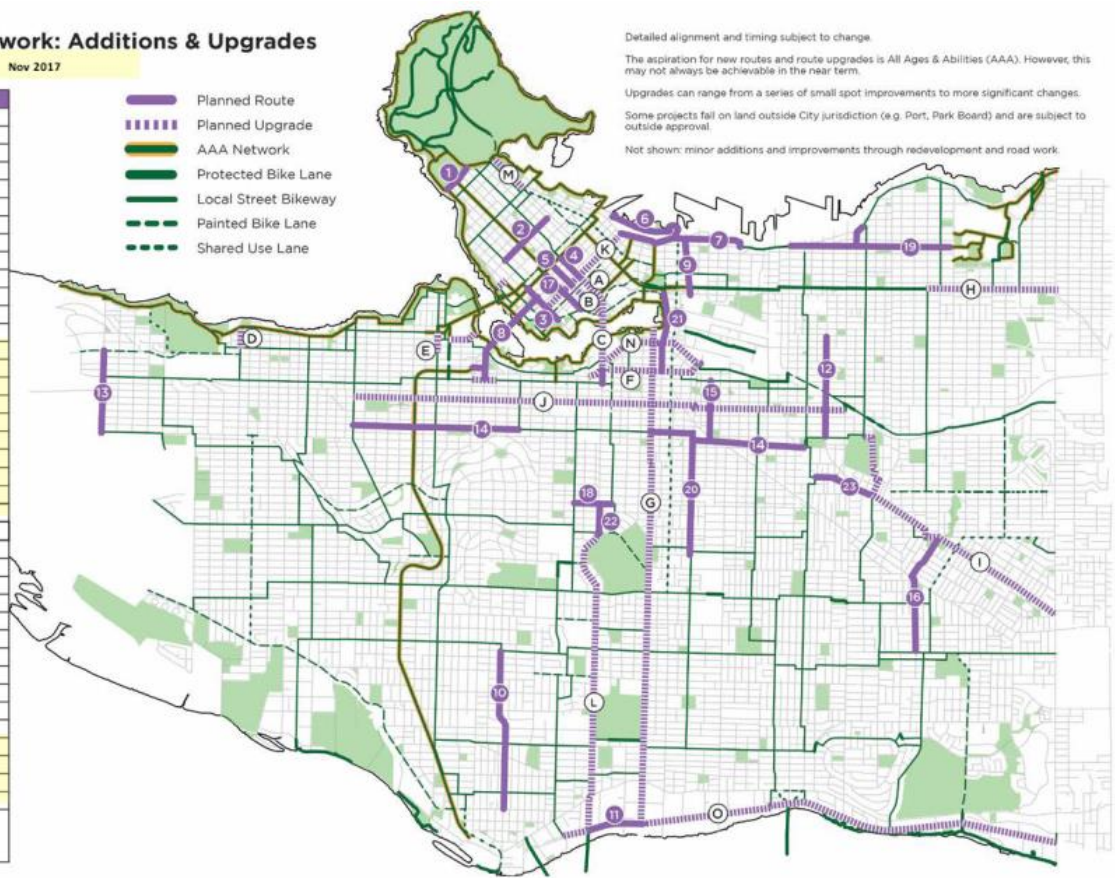 work: Additions & Upgrades
Nov 2017
Planned Route
Planned Upgrade
AAA Network
Protected Bike Lane
Local Street Bikeway
Painted Bike Lane
Shared Use Lane
Detailed alignment and timing subject to change.
The aspiration for new routes and route upgrades is All Ages & Abilities (AAA). However, this
may not always be achievable in the near term.
Upgrades can range from a series of small spot improvements to more significant changes.
Some projects fall on land outside City jurisdiction (e.g. Port, Park Board) and are subject to
outside approval.
Not shown: minor additions and improvements through redevelopment and road work.
1
M
2
6
7
K
5
4
19
9
A
17
B
H
3
21
8
C
N
D
E
F
12
13
15
J
14
14
18
20
G
23
22
I
16
10
L
11
O